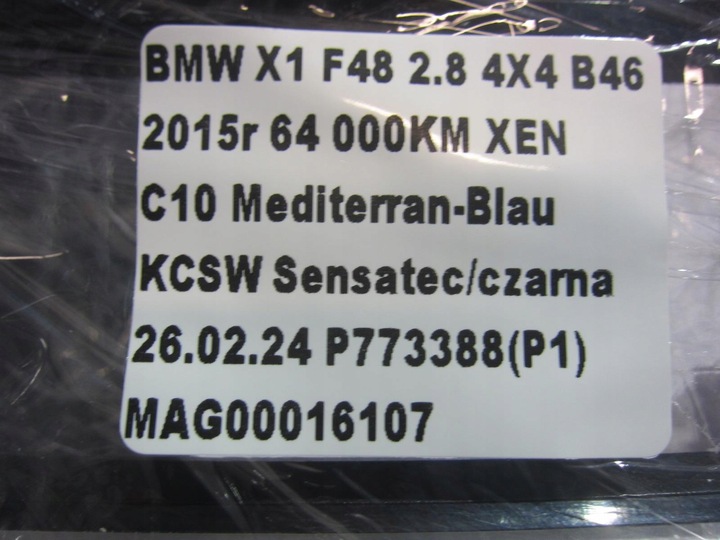 BMW X1 F48 2.8 4X4 B46
2015r 64 000KM XEN
C10 Mediterran-Blau
KCSW Sensatec/czarna
26.02.24 P773388(P1)
MAG00016107